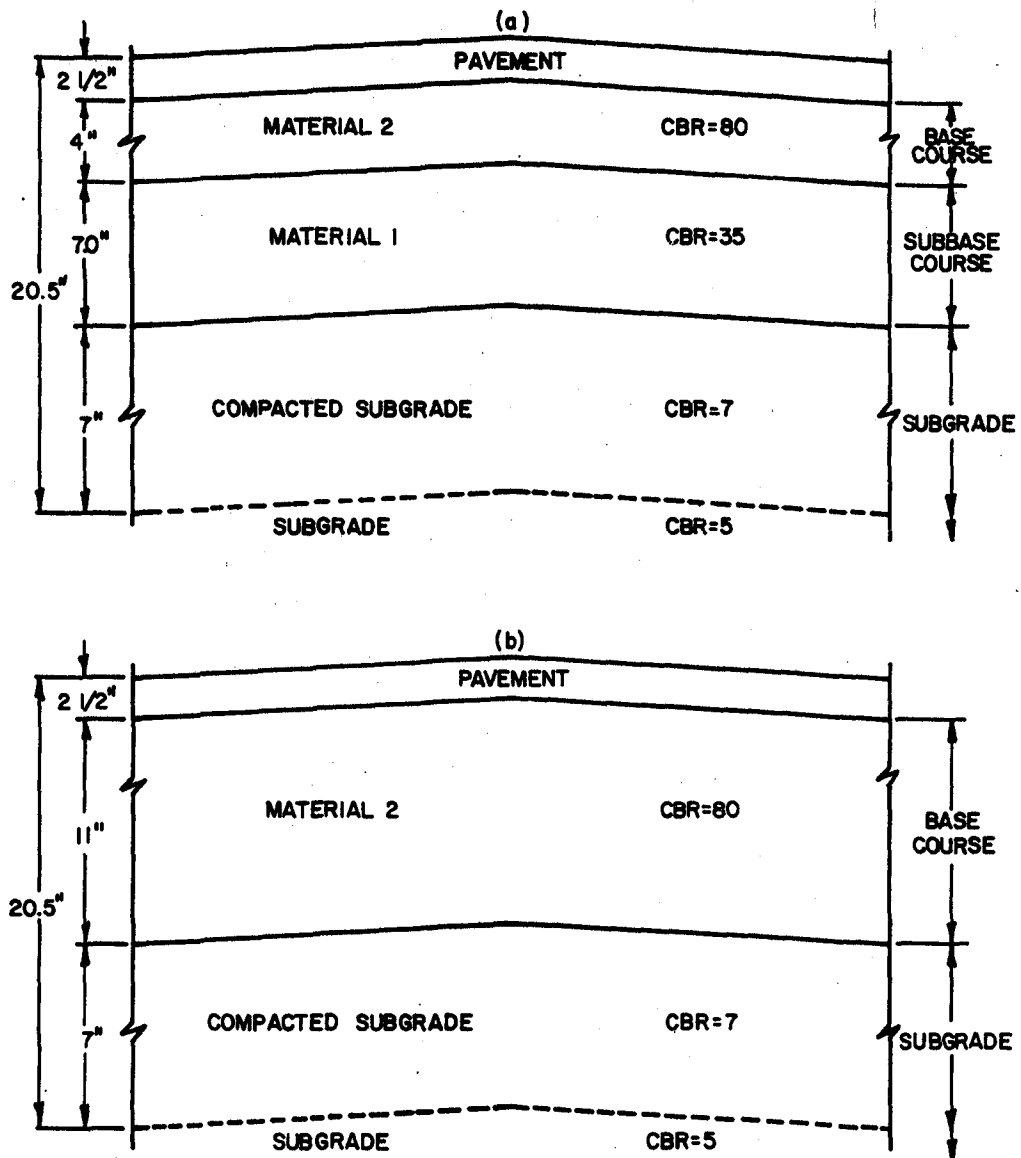 (a)
PAVEMENT
2 1/2"
MATERIAL 2
CBR=80
4"
BASE
COURSE
7.0"
MATERIAL 1
CBR=35
SUBBASE
COURSE
20.5"
7"
COMPACTED SUBGRADE
CBR=7
SUBGRADE
SUBGRADE
CBR=5
(b)
PAVEMENT
2 1/2"
MATERIAL 2
CBR=80
11"
BASE
COURSE
20.5"
7"
COMPACTED SUBGRADE
CBR=7
SUBGRADE
SUBGRADE
CBR=5